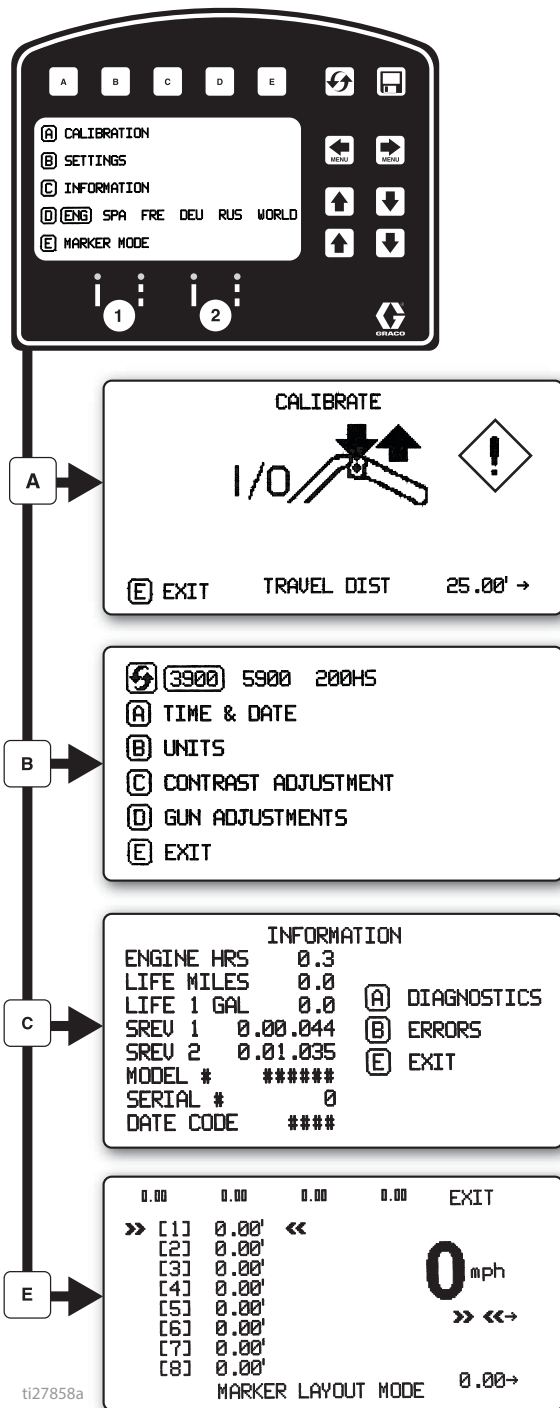 A B C D E
A CALIBRATION
B SETTINGS
C INFORMATION
D ENG SPA FRE DEU RUS WORLD
E MARKER MODE
MENU MENU
1 2
GRACO
A
CALIBRATE
I/O
!
E EXIT TRAVEL DIST 25.00' →
B
3900 5900 200HS
A TIME & DATE
B UNITS
C CONTRAST ADJUSTMENT
D GUN ADJUSTMENTS
E EXIT
C
INFORMATION
ENGINE HRS 0.3
LIFE MILES 0.0
LIFE 1 GAL 0.0
SREV 1 0.00.044
SREV 2 0.01.035
MODEL # ######
SERIAL # 0
DATE CODE ####
A DIAGNOSTICS
B ERRORS
E EXIT
E
0.00 0.00 0.00 0.00 EXIT
>> [1] 0.00' <<
[2] 0.00'
[3] 0.00'
[4] 0.00'
[5] 0.00'
[6] 0.00'
[7] 0.00'
[8] 0.00'
0 mph
>> <<→
MARKER LAYOUT MODE 0.00→
ti27858a